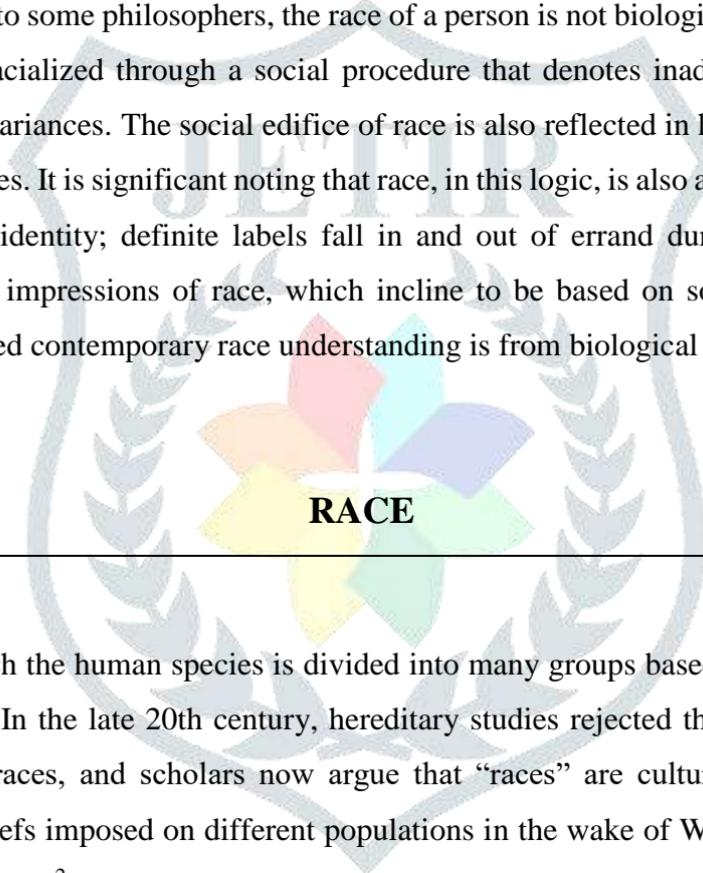 to some philosophers, the race of a person is not biologi
acialized through a social procedure that denotes inad
ariances. The social edifice of race is also reflected in
es. It is significant noting that race, in this logic, is also a
JETIR
identity; definite labels fall in and out of errand du
impressions of race, which incline to be based on s
ed contemporary race understanding is from biological
RACE
h the human species is divided into many groups base
In the late 20th century, hereditary studies rejected th
races, and scholars now argue that “races” are cultu
efs imposed on different populations in the wake of W
2